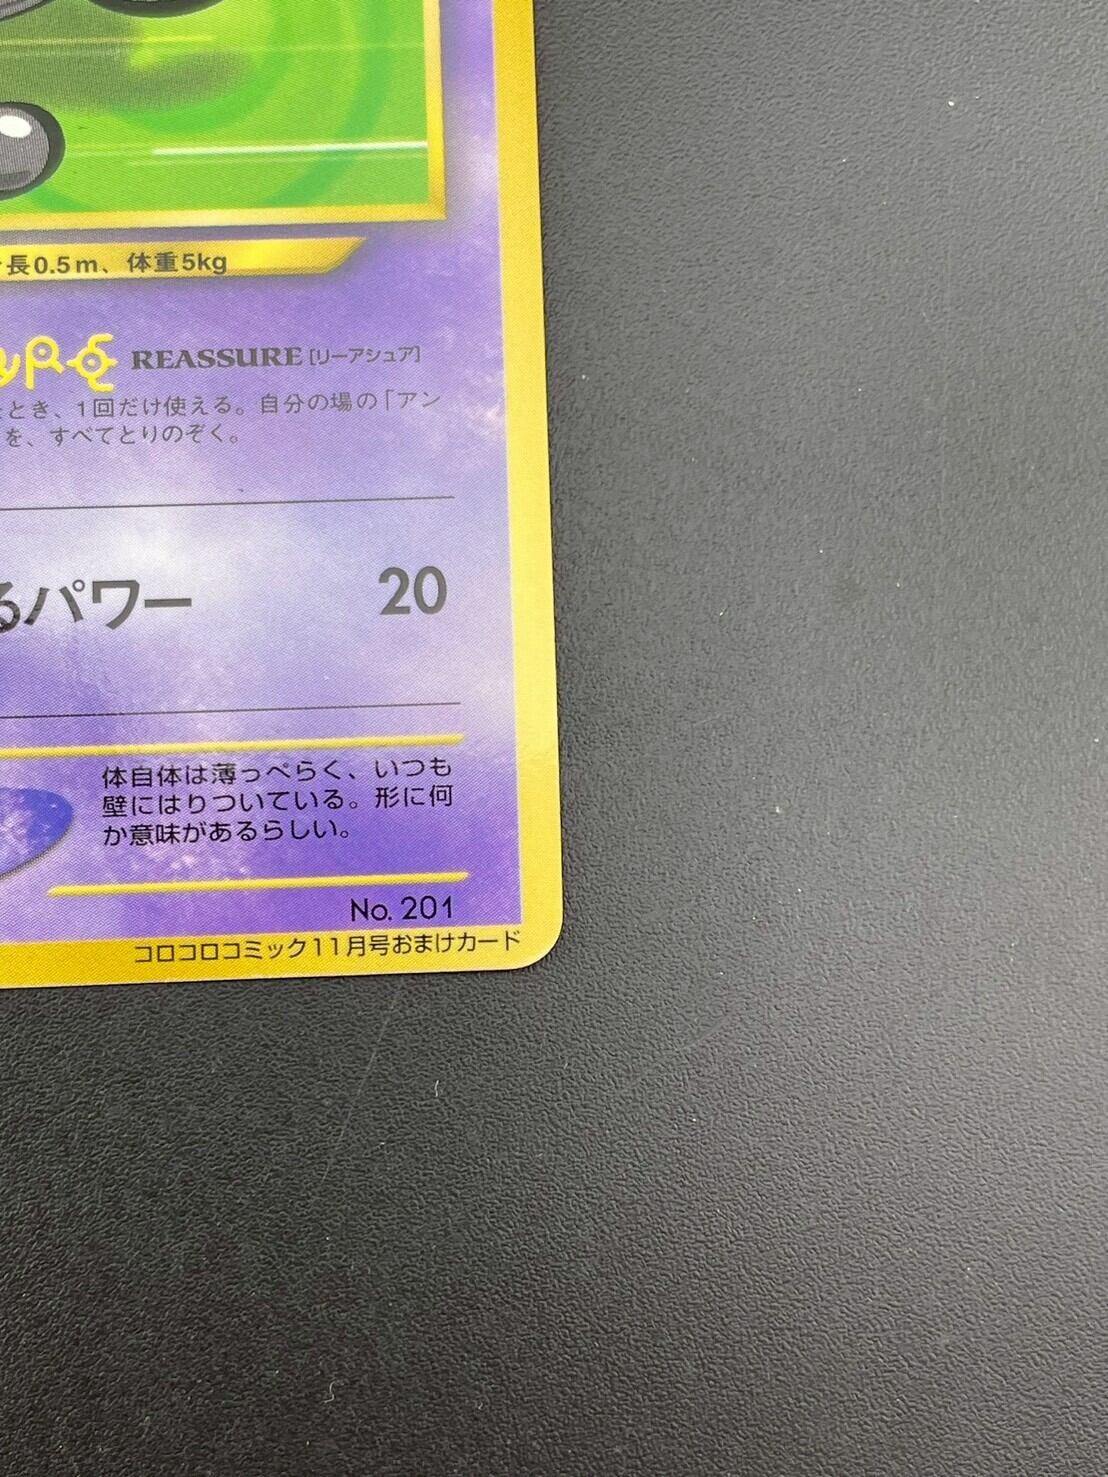 長0.5m、体重5kg
REASSURE [リーアシュア]
とき、1回だけ使える。自分の場の「アン
を、すべてとりのぞく。
るパワー 20
体自体は薄っぺらく、いつも
壁にはりついている。形に何
か意味があるらしい。
No. 201
コロコロコミック11月号おまけカード